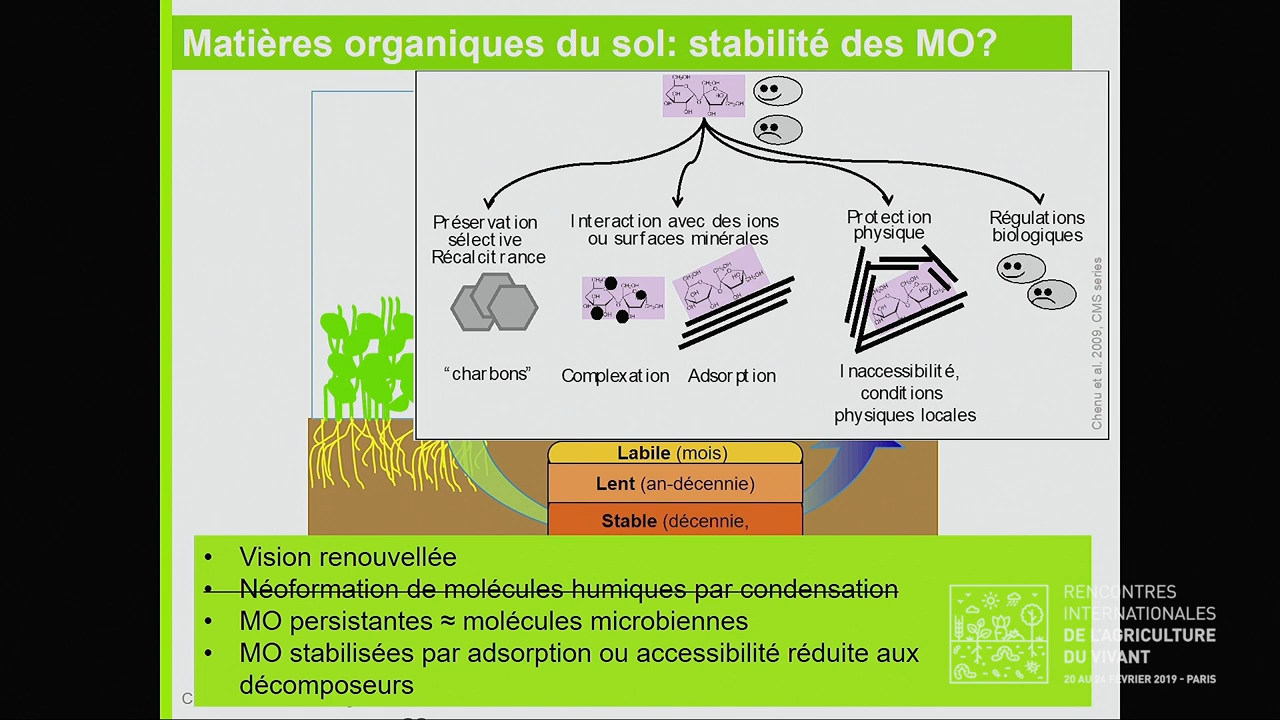 Matières organiques du sol: stabilité des MO?
Préservation
sélective
Récalcitrance
Interaction avec des ions
ou surfaces minérales
Protection
physique
Régulations
biologiques
"charbons"
Complexation
Adsorption
Inaccessibilité,
conditions
physiques locales
Chenu et al. 2009, CMS series
Labile (mois)
Lent (an-décennie)
Stable (décennie,
• Vision renouvellée
• Néoformation de molécules humiques par condensation
• MO persistantes ≈ molécules microbiennes
• MO stabilisées par adsorption ou accessibilité réduite aux
décomposeurs
C
RENCONTRES
INTERNATIONALES
DE L'AGRICULTURE
DU VIVANT
20 AU 24 FÉVRIER 2019 - PARIS